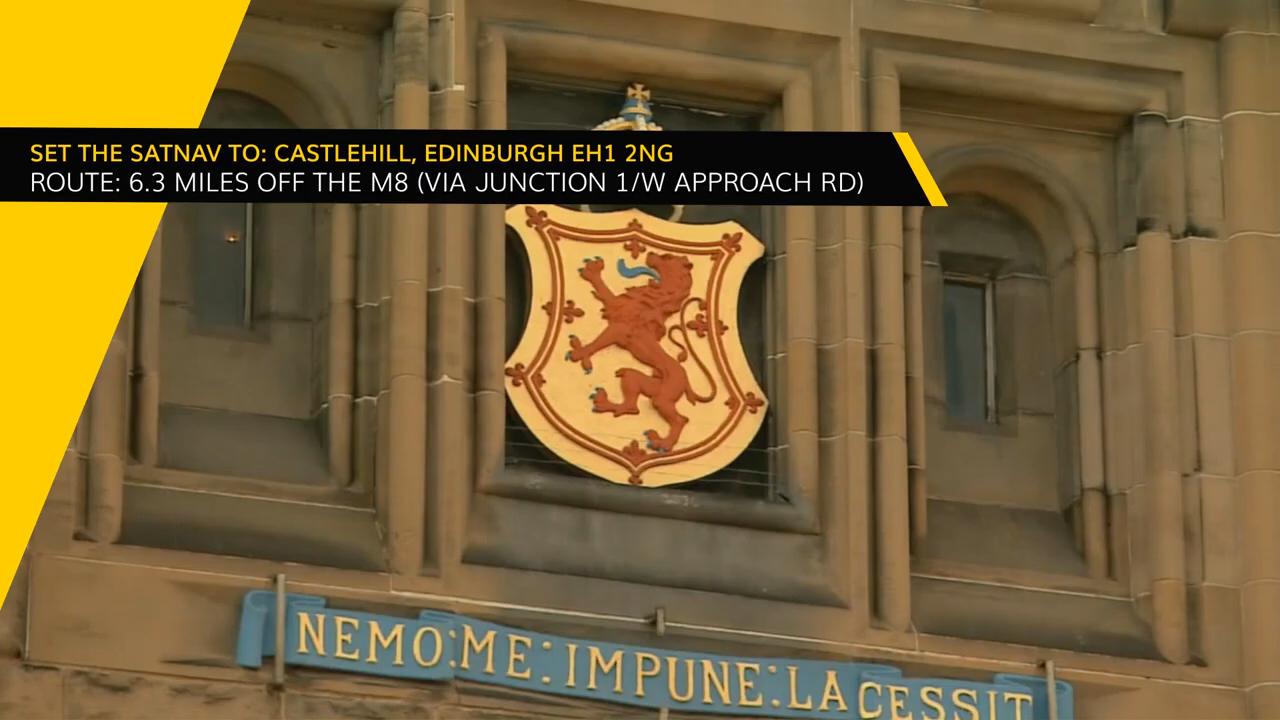 SET THE SATNAV TO: CASTLEHILL, EDINBURGH EH1 2NG
ROUTE: 6.3 MILES OFF THE M8 (VIA JUNCTION 1/W APPROACH RD)
NEMO:ME:IMPUNE:LACESSIT